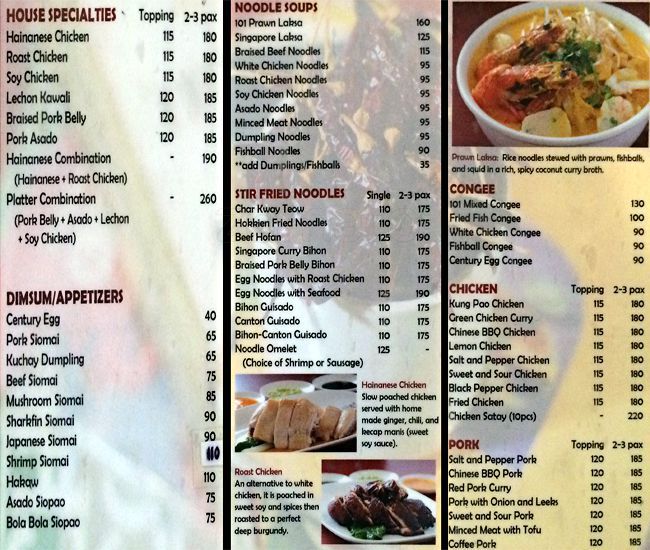 HOUSE SPECIALTIES Topping 2-3 pax
Hainanese Chicken 115 180
Roast Chicken 115 180
Soy Chicken 115 180
Lechon Kawali 120 185
Braised Pork Belly 120 185
Pork Asado 120 185
Hainanese Combination - 190
(Hainanese + Roast Chicken)
Platter Combination - 260
(Pork Belly + Asado + Lechon
+ Soy Chicken)
DIMSUM/APPETIZERS
Century Egg 40
Pork Siomai 65
Kuchay Dumpling 65
Beef Siomai 75
Mushroom Siomai 85
Sharkfin Siomai 90
Japanese Siomai 90
Shrimp Siomai 110
Hakaw 110
Asado Siopao 75
Bola Bola Siopao 75
NOODLE SOUPS
101 Prawn Laksa 160
Singapore Laksa 125
Braised Beef Noodles 115
White Chicken Noodles 95
Roast Chicken Noodles 95
Soy Chicken Noodles 95
Asado Noodles 95
Minced Meat Noodles 95
Dumpling Noodles 95
Fishball Noodles 90
**add Dumplings/Fishballs 35
STIR FRIED NOODLES Single 2-3 pax
Char Kway Teow 110 175
Hokkien Fried Noodles 110 175
Beef Hofan 125 190
Singapore Curry Bihon 110 175
Braised Pork Belly Bihon 110 175
Egg Noodles with Roast Chicken 110 175
Egg Noodles with Seafood 125 190
Bihon Guisado 110 175
Canton Guisado 110 175
Bihon-Canton Guisado 110 175
Noodle Omelet 125 -
(Choice of Shrimp or Sausage)
Hainanese Chicken
Slow poached chicken
served with home
made ginger, chili, and
kecap manis (sweet
soy sauce).
Roast Chicken
An alternative to white
chicken, it is poached in
sweet soy and spices then
roasted to a perfect
deep burgundy.
Prawn Laksa: Rice noodles stewed with prawns, fishballs,
and squid in a rich, spicy coconut curry broth.
CONGEE
101 Mixed Congee 130
Fried Fish Congee 100
White Chicken Congee 90
Fishball Congee 90
Century Egg Congee 90
CHICKEN Topping 2-3 pax
Kung Pao Chicken 115 180
Green Chicken Curry 115 180
Chinese BBQ Chicken 115 180
Lemon Chicken 115 180
Salt and Pepper Chicken 115 180
Sweet and Sour Chicken 115 180
Black Pepper Chicken 115 180
Fried Chicken 115 180
Chicken Satay (10pcs) - 220
PORK Topping 2-3 pax
Salt and Pepper Pork 120 185
Chinese BBQ Pork 120 185
Red Pork Curry 120 185
Pork with Onion and Leeks 120 185
Sweet and Sour Pork 120 185
Minced Meat with Tofu 120 185
Coffee Pork 120 185